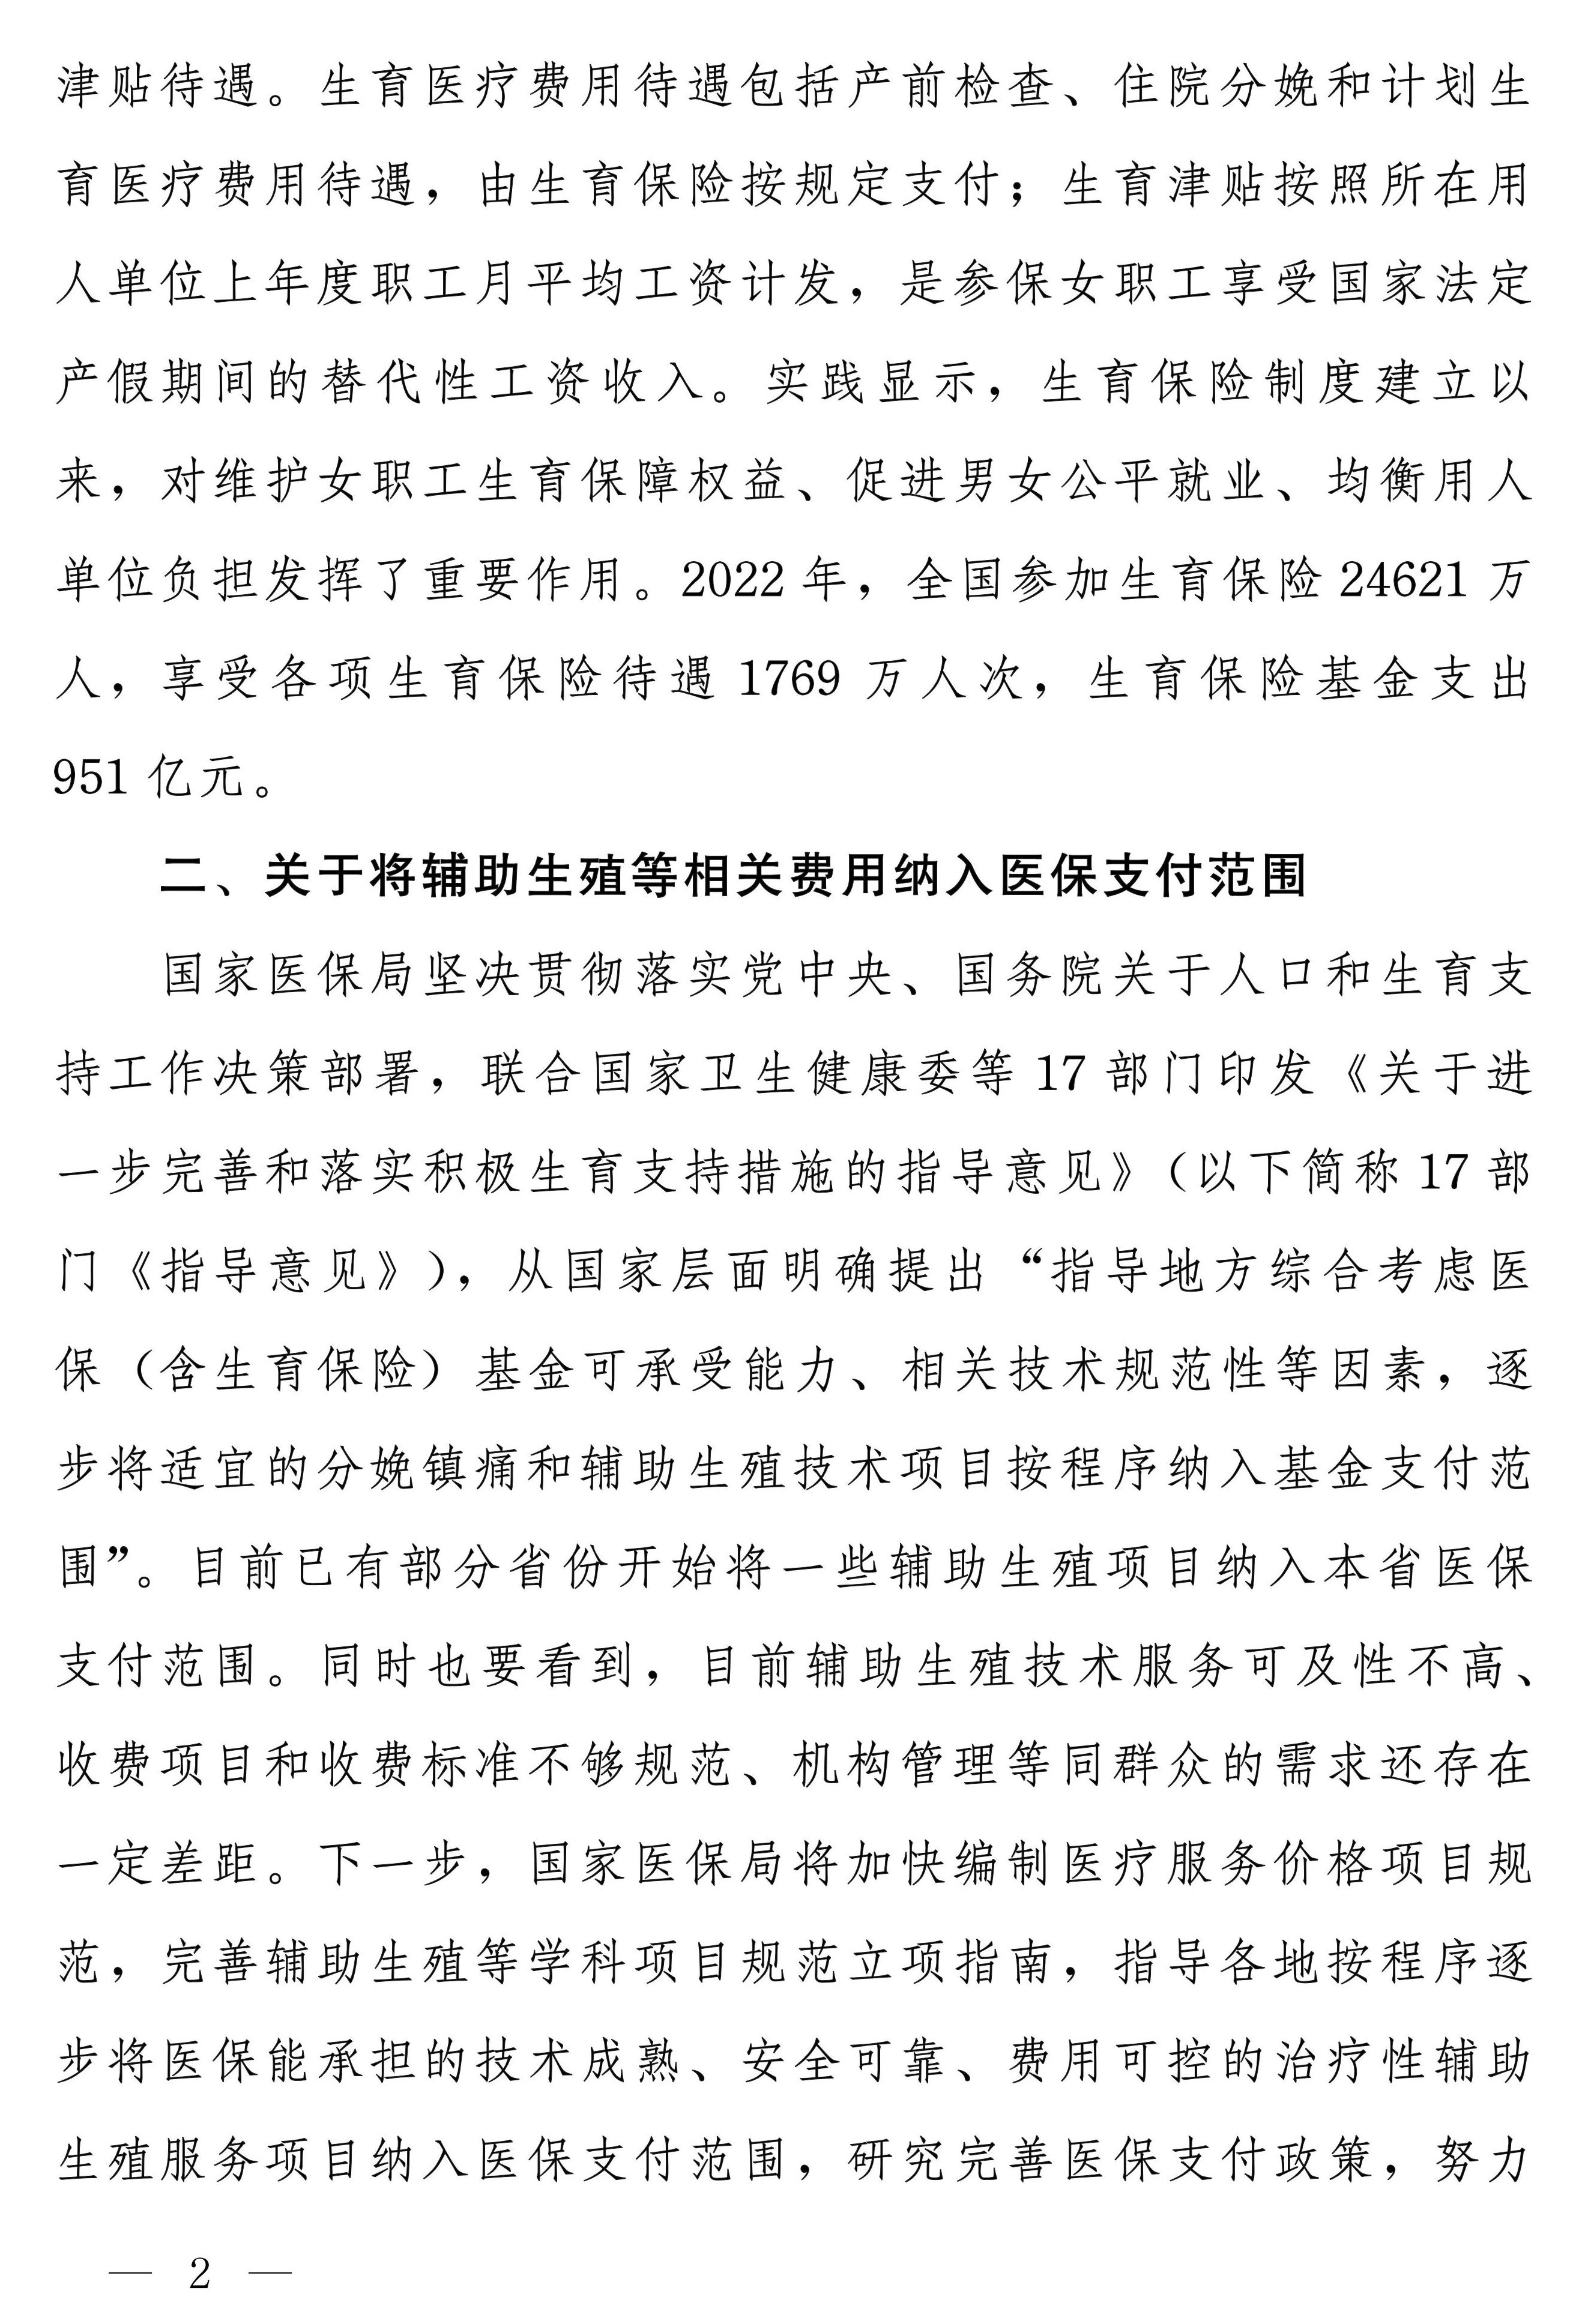 津贴待遇。生育医疗费用待遇包括产前检查、住院分娩和计划生
育医疗费用待遇，由生育保险按规定支付；生育津贴按照所在用
人单位上年度职工月平均工资计发，是参保女职工享受国家法定
产假期间的替代性工资收入。实践显示，生育保险制度建立以
来，对维护女职工生育保障权益、促进男女公平就业、均衡用人
单位负担发挥了重要作用。2022 年，全国参加生育保险 24621 万
人，享受各项生育保险待遇 1769 万人次，生育保险基金支出
951 亿元。
二、关于将辅助生殖等相关费用纳入医保支付范围
国家医保局坚决贯彻落实党中央、国务院关于人口和生育支
持工作决策部署，联合国家卫生健康委等 17 部门印发《关于进
一步完善和落实积极生育支持措施的指导意见》（以下简称 17 部
门《指导意见》），从国家层面明确提出“指导地方综合考虑医
保（含生育保险）基金可承受能力、相关技术规范性等因素，逐
步将适宜的分娩镇痛和辅助生殖技术项目按程序纳入基金支付范
围”。目前已有部分省份开始将一些辅助生殖项目纳入本省医保
支付范围。同时也要看到，目前辅助生殖技术服务可及性不高、
收费项目和收费标准不够规范、机构管理等同群众的需求还存在
一定差距。下一步，国家医保局将加快编制医疗服务价格项目规
范，完善辅助生殖等学科项目规范立项指南，指导各地按程序逐
步将医保能承担的技术成熟、安全可靠、费用可控的治疗性辅助
生殖服务项目纳入医保支付范围，研究完善医保支付政策，努力
— 2 —